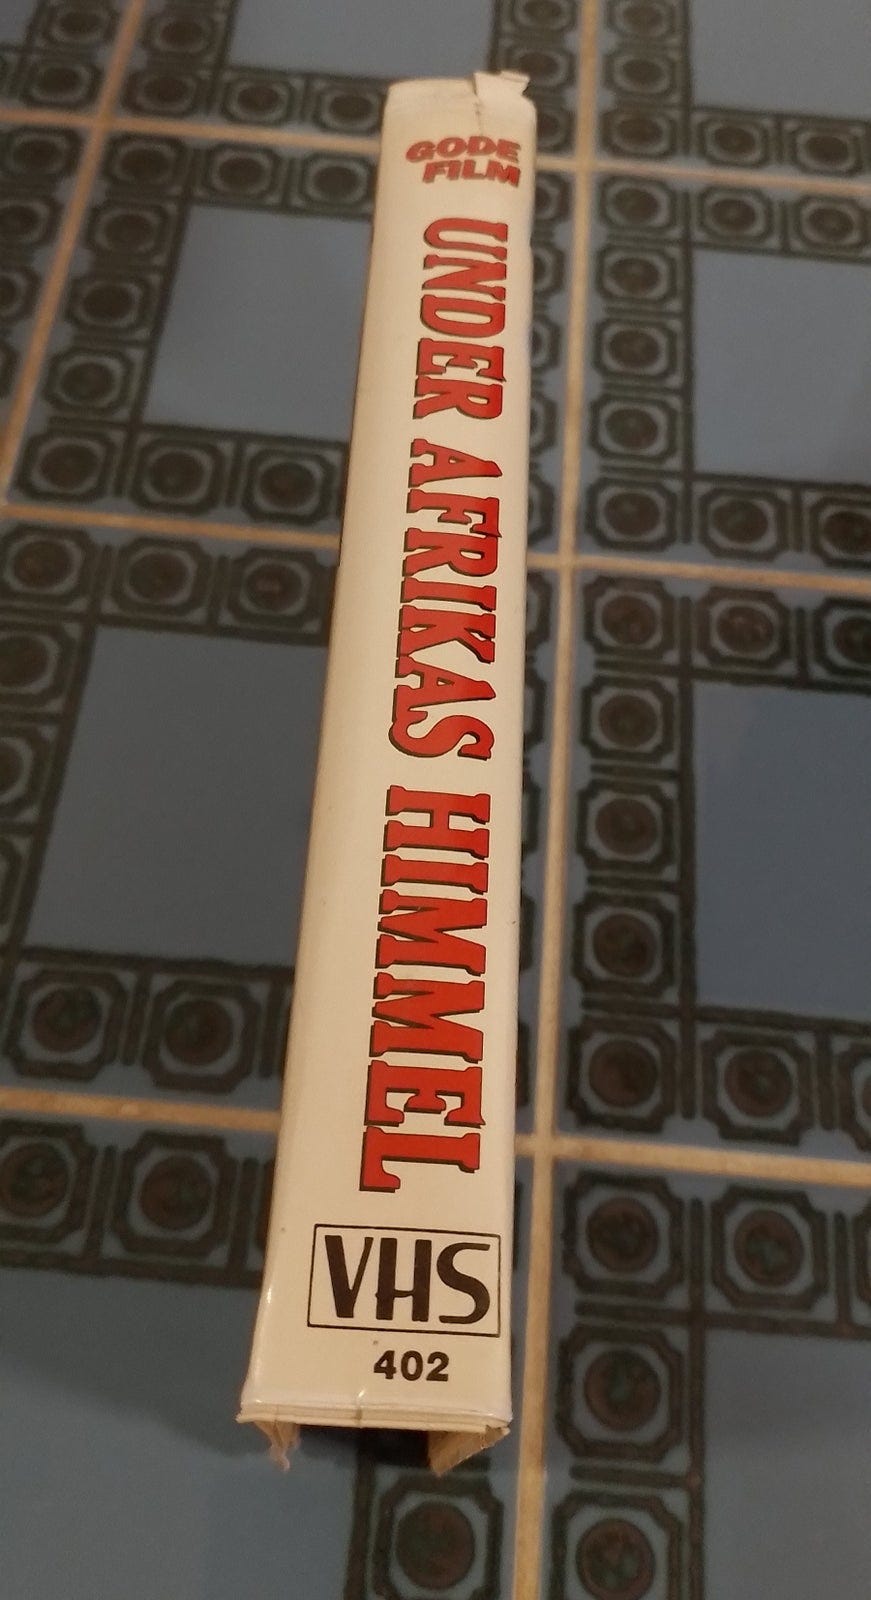 GODE
FILM
UNDER AFRIKAS HIMMEL
VHS
402